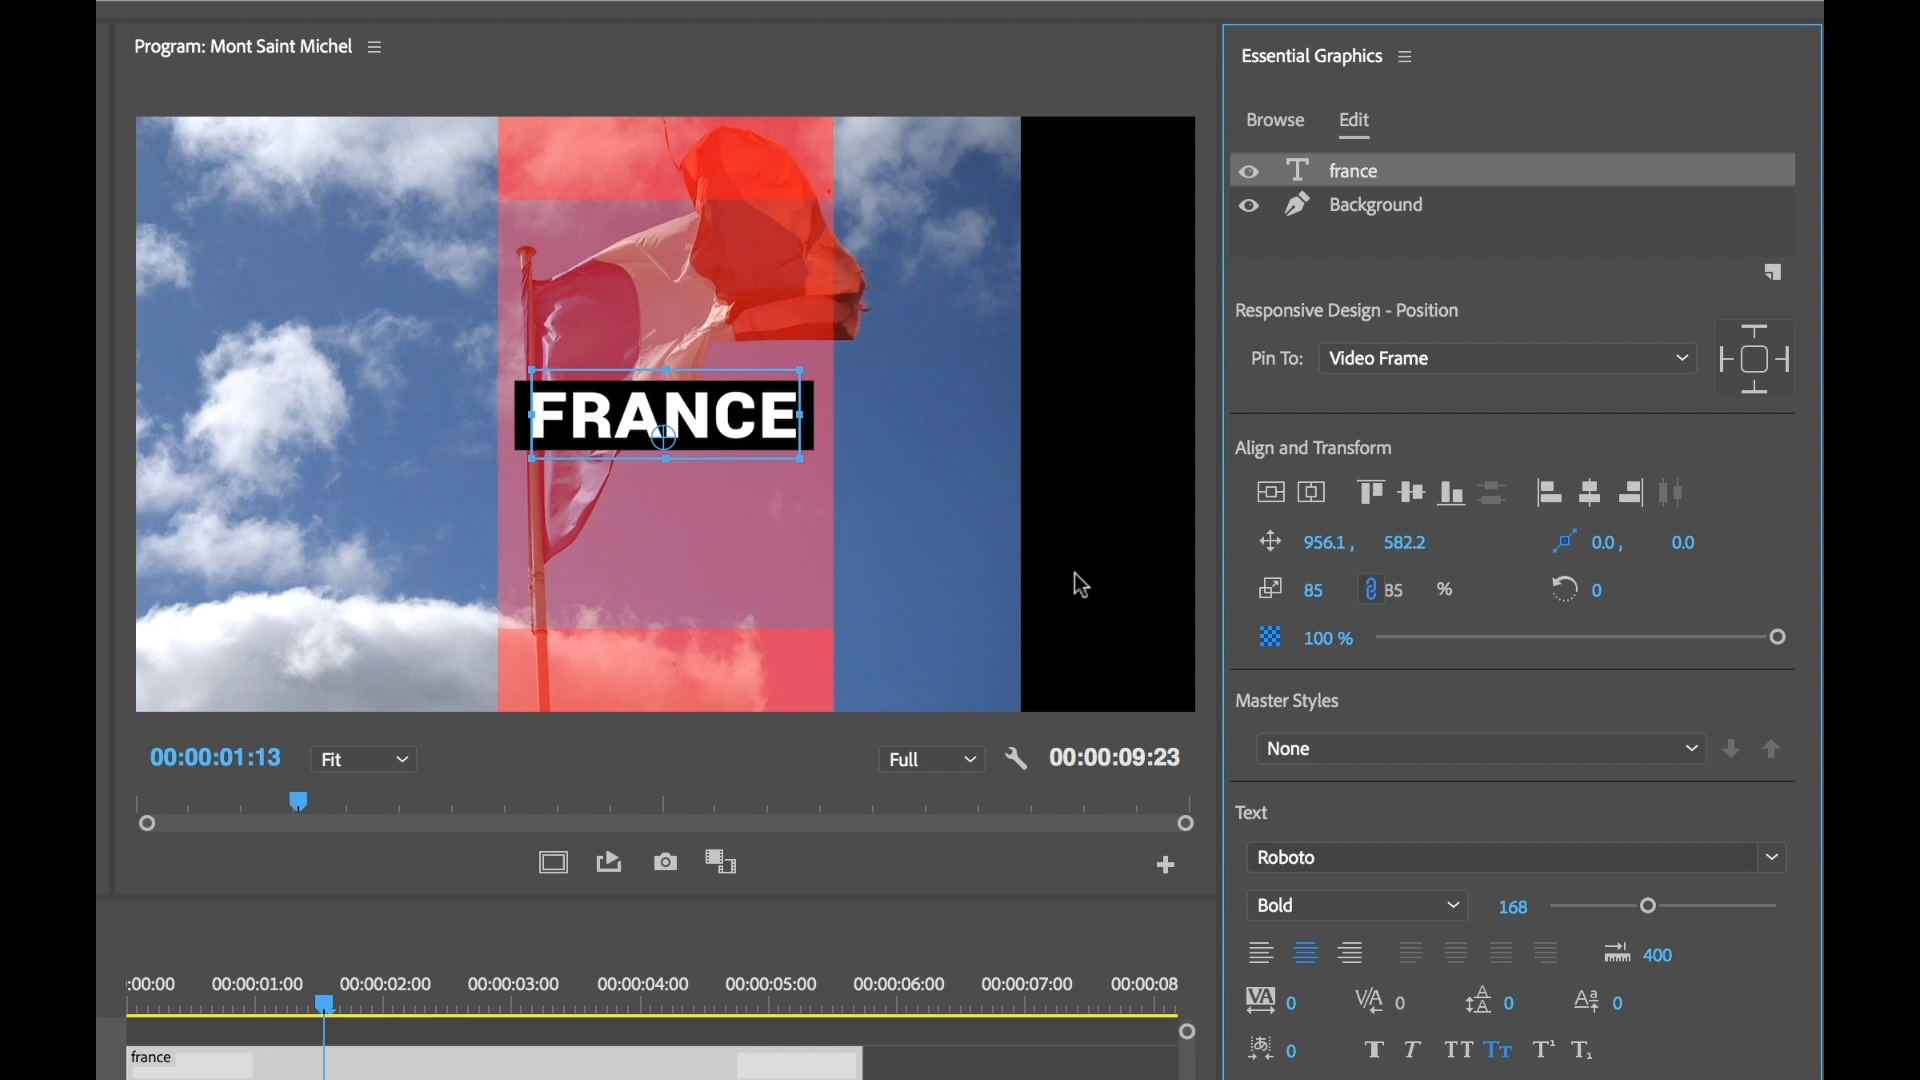 Program: Mont Saint Michel
Essential Graphics
Browse
Edit
france
Background
Responsive Design - Position
Pin To:
Video Frame
FRANCE
Align and Transform
956.1 , 582.2
0.0 , 0.0
85
85 %
0
100 %
Master Styles
None
00:00:01:13
Fit
Full
00:00:09:23
Text
Roboto
Bold
168
400
0
0
0
0
0
:00:00 00:00:01:00 00:00:02:00 00:00:03:00 00:00:04:00 00:00:05:00 00:00:06:00 00:00:07:00 00:00:08
france